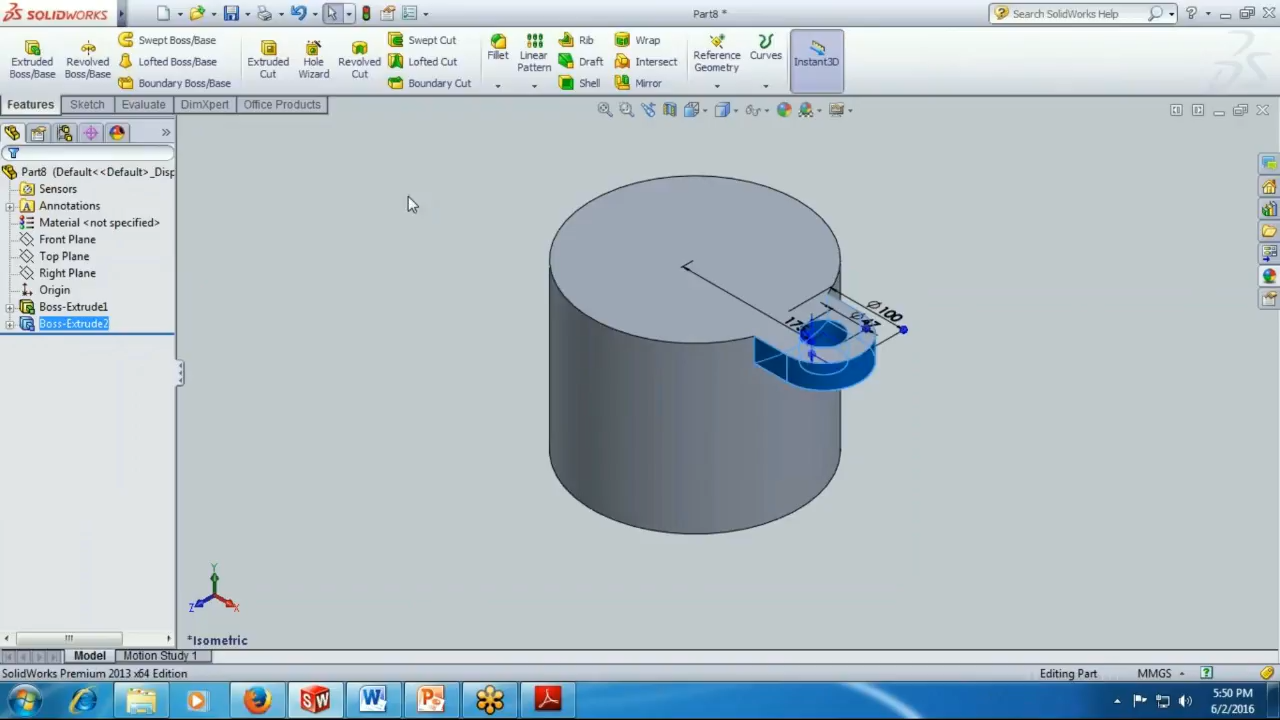 SOLIDWORKS
Part8 *
Search SolidWorks Help
Extruded Boss/Base
Revolved Boss/Base
Swept Boss/Base
Lofted Boss/Base
Boundary Boss/Base
Extruded Cut
Hole Wizard
Revolved Cut
Swept Cut
Lofted Cut
Boundary Cut
Fillet
Linear Pattern
Rib
Draft
Shell
Wrap
Intersect
Mirror
Reference Geometry
Curves
Instant3D
Features
Sketch
Evaluate
DimXpert
Office Products
Part8 (Default<<Default>_Disp
Sensors
Annotations
Material <not specified>
Front Plane
Top Plane
Right Plane
Origin
Boss-Extrude1
Boss-Extrude2
Ø100
Y
Z
X
*Isometric
Model
Motion Study 1
SolidWorks Premium 2013 x64 Edition
Editing Part
MMGS
5:50 PM
6/2/2016